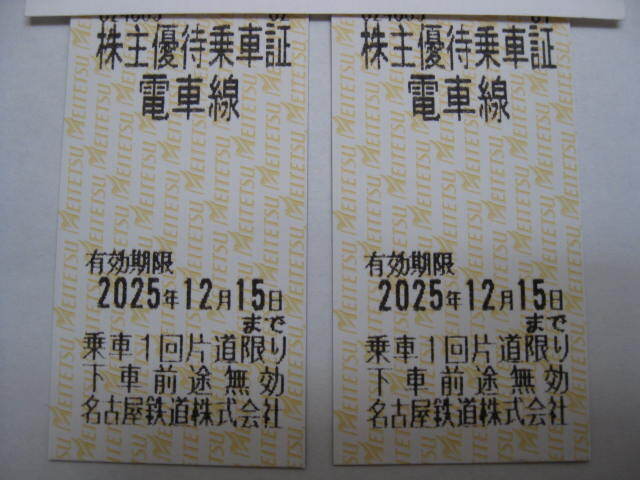 株主優待乗車証
電車線
有効期限
2025年12月15日
まで
乗車1回片道限り
下車前途無効
名古屋鉄道株式会社
株主優待乗車証
電車線
有効期限
2025年12月15日
まで
乗車1回片道限り
下車前途無効
名古屋鉄道株式会社
MEITETSU